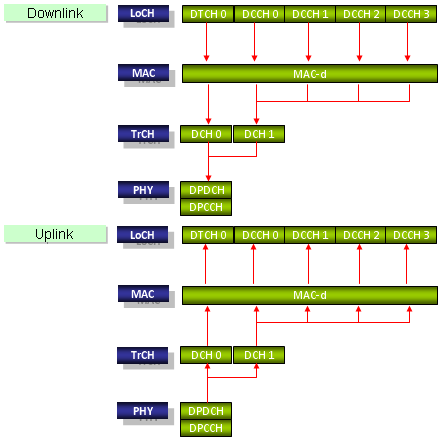 Downlink LoCH DTCH 0 DCCH 0 DCCH 1 DCCH 2 DCCH 3
MAC MAC-d
TrCH DCH 0 DCH 1
PHY DPDCH
DPCCH
Uplink LoCH DTCH 0 DCCH 0 DCCH 1 DCCH 2 DCCH 3
MAC MAC-d
TrCH DCH 0 DCH 1
PHY DPDCH
DPCCH